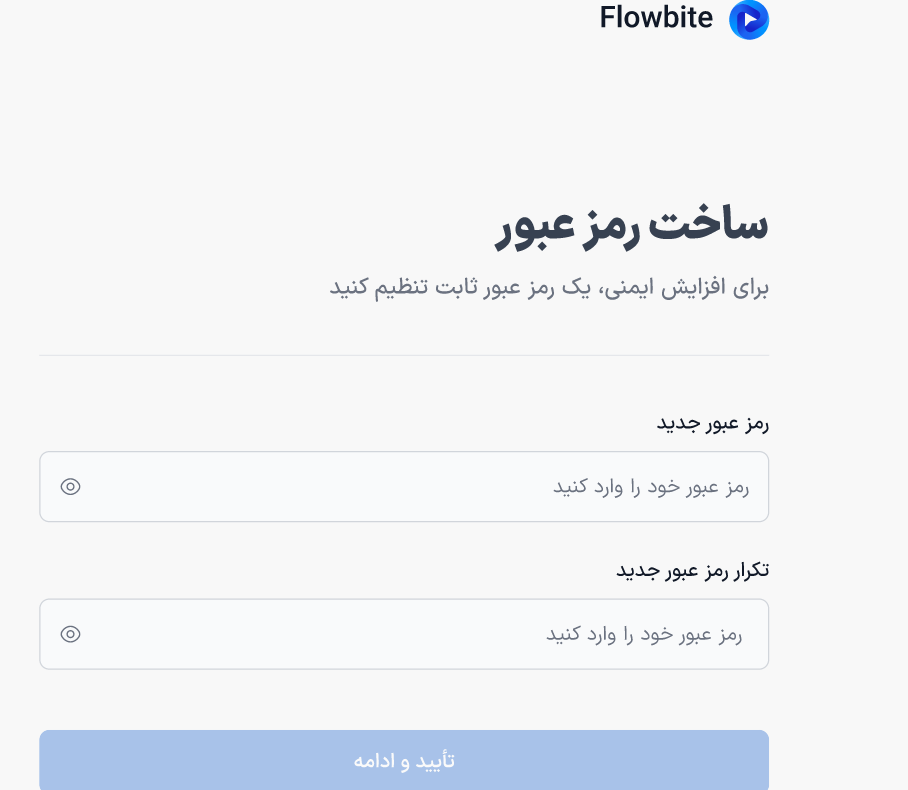 Flowbite
ساخت رمز عبور
برای افزایش ایمنی، یک رمز عبور ثابت تنظیم کنید
رمز عبور جدید
رمز عبور خود را وارد کنید
تکرار رمز عبور جدید
رمز عبور خود را وارد کنید
تأیید و ادامه